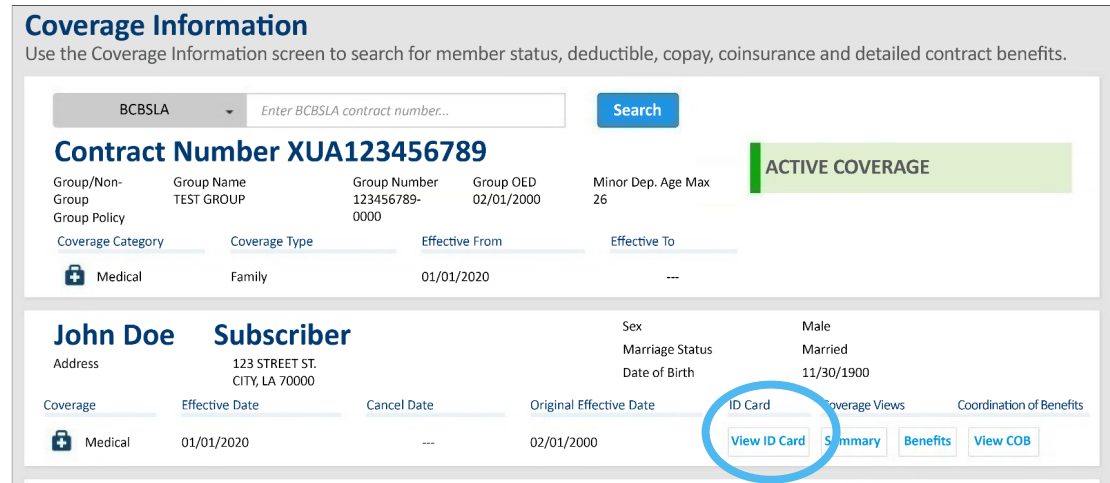 Coverage Information
Use the Coverage Information screen to search for member status, deductible, copay, coinsurance and detailed contract benefits.
BCBSLA Enter BCBSLA contract number... Search
Contract Number XUA123456789
ACTIVE COVERAGE
Group/Non- Group Name Group Number Group OED Minor Dep. Age Max
Group TEST GROUP 123456789- 02/01/2000 26
Group Policy 0000
Coverage Category Coverage Type Effective From Effective To
Medical Family 01/01/2020 ---
John Doe Subscriber
Sex Male
Marriage Status Married
Address 123 STREET ST.
Date of Birth 11/30/1900
CITY, LA 70000
Coverage Effective Date Cancel Date Original Effective Date ID Card Coverage Views Coordination of Benefits
Medical 01/01/2020 --- 02/01/2000 View ID Card Summary Benefits View COB